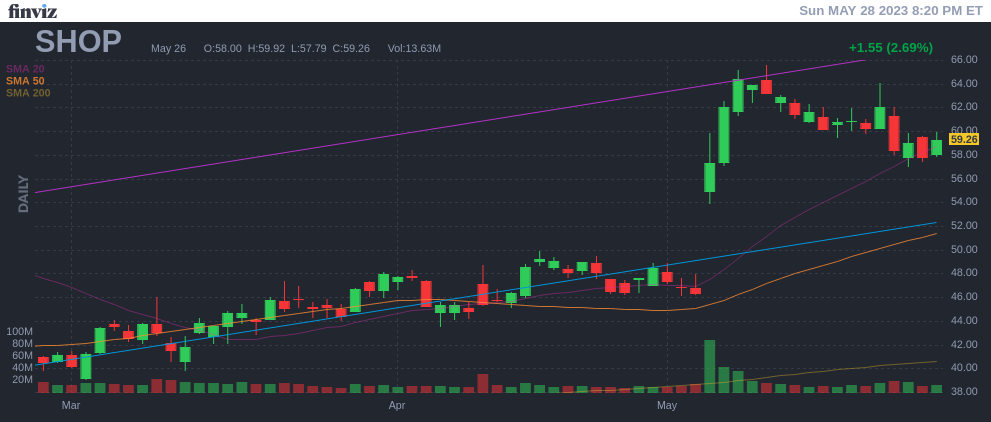 finviz
Sun MAY 28 2023 8:20 PM ET
SHOP
May 26 O:58.00 H:59.92 L:57.79 C:59.26 Vol:13.63M
+1.55 (2.69%)
SMA 20
SMA 50
SMA 200
DAILY
66.00
64.00
62.00
60.00
59.26
58.00
56.00
54.00
52.00
50.00
48.00
46.00
44.00
42.00
40.00
38.00
100M
80M
60M
40M
20M
Mar Apr May